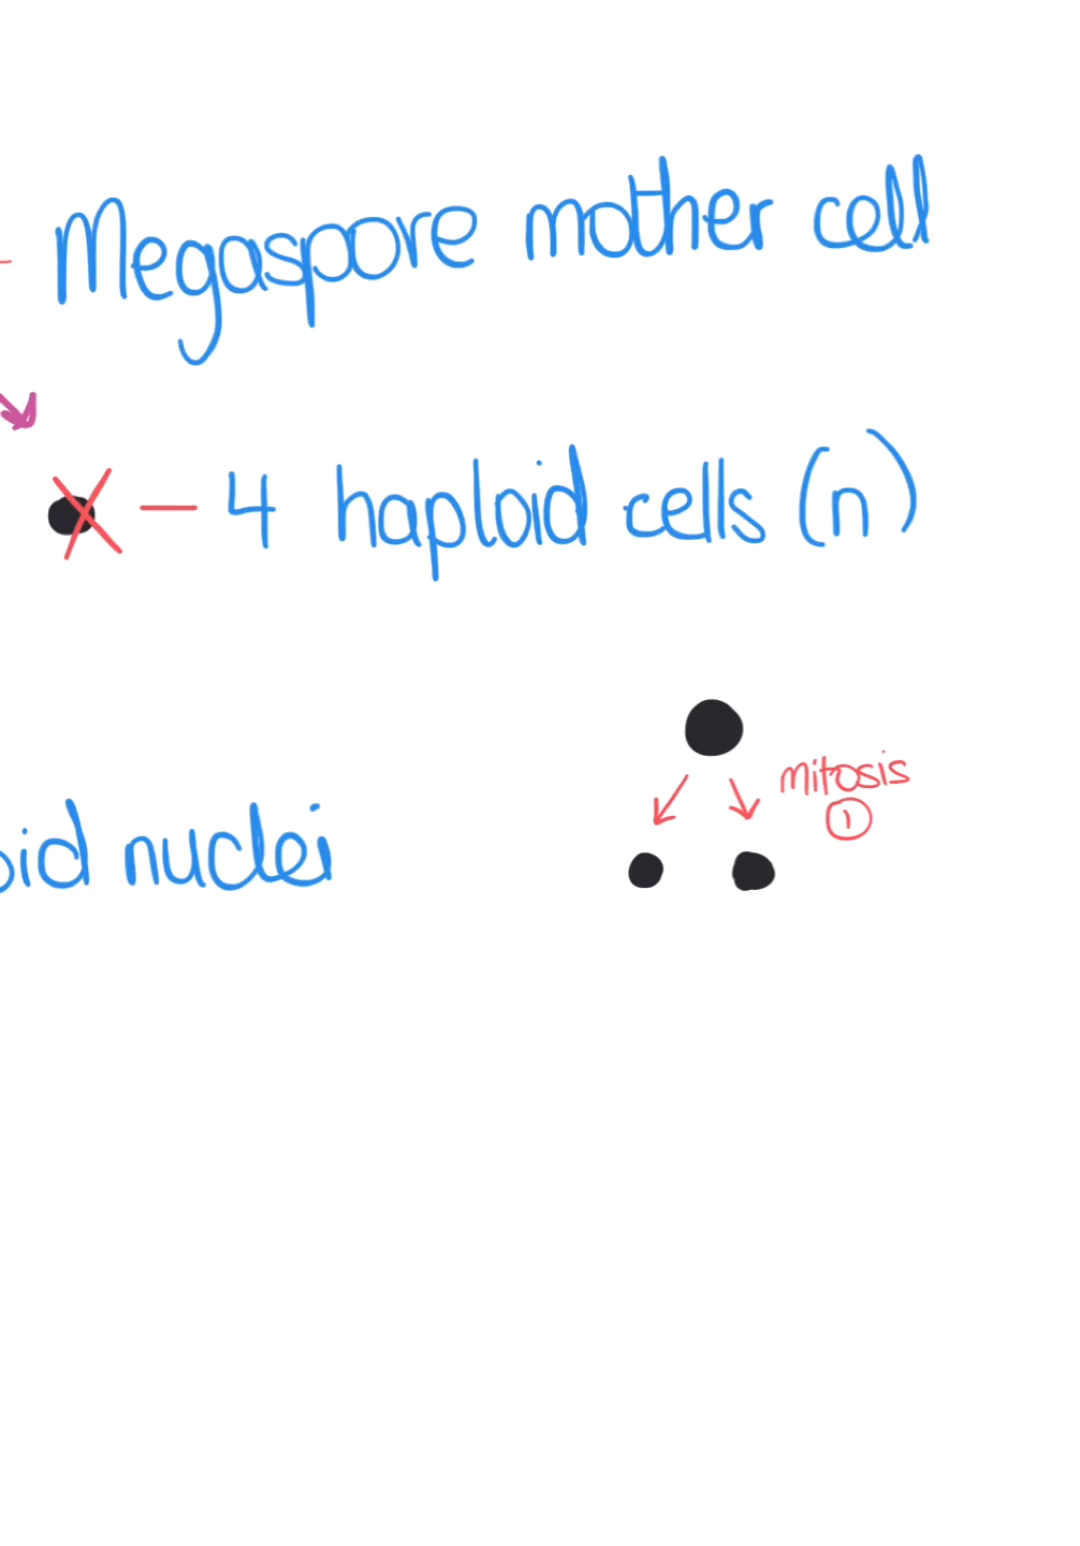 Megaspore mother cell
4 haploid cells (n)
mitosis
1
nuclei